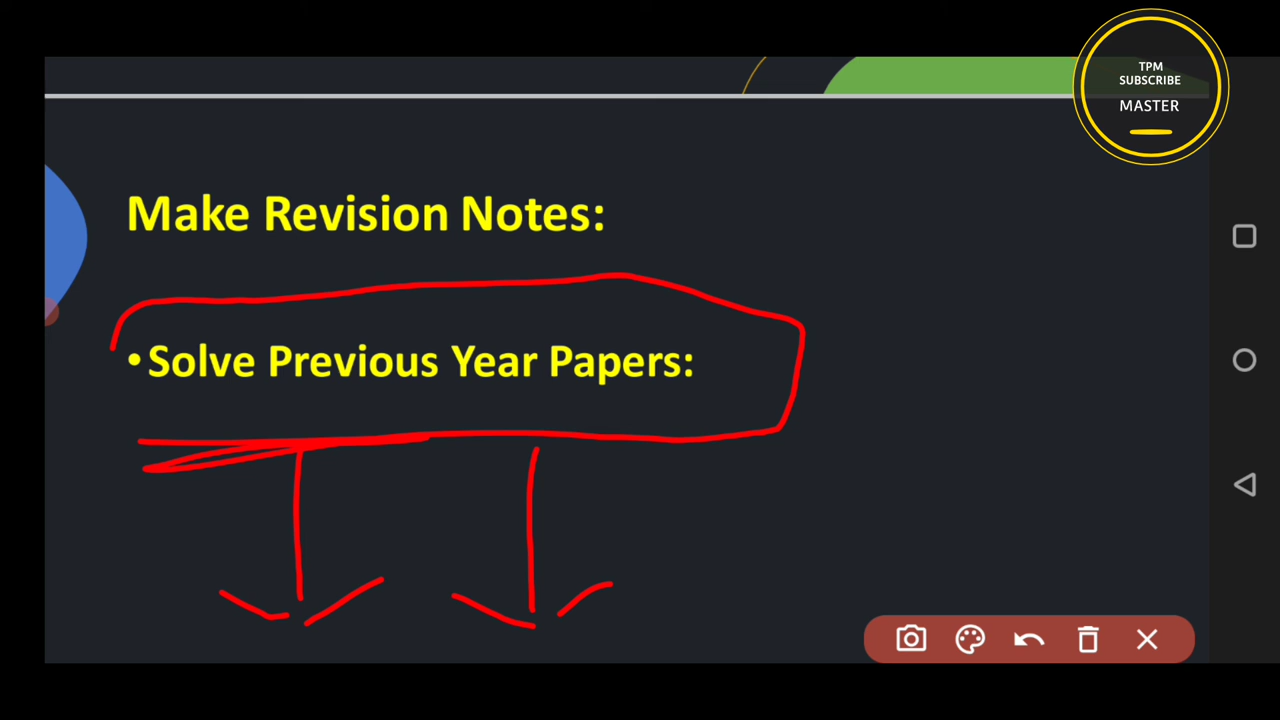 TPM
SUBSCRIBE
MASTER
Make Revision Notes:
• Solve Previous Year Papers: